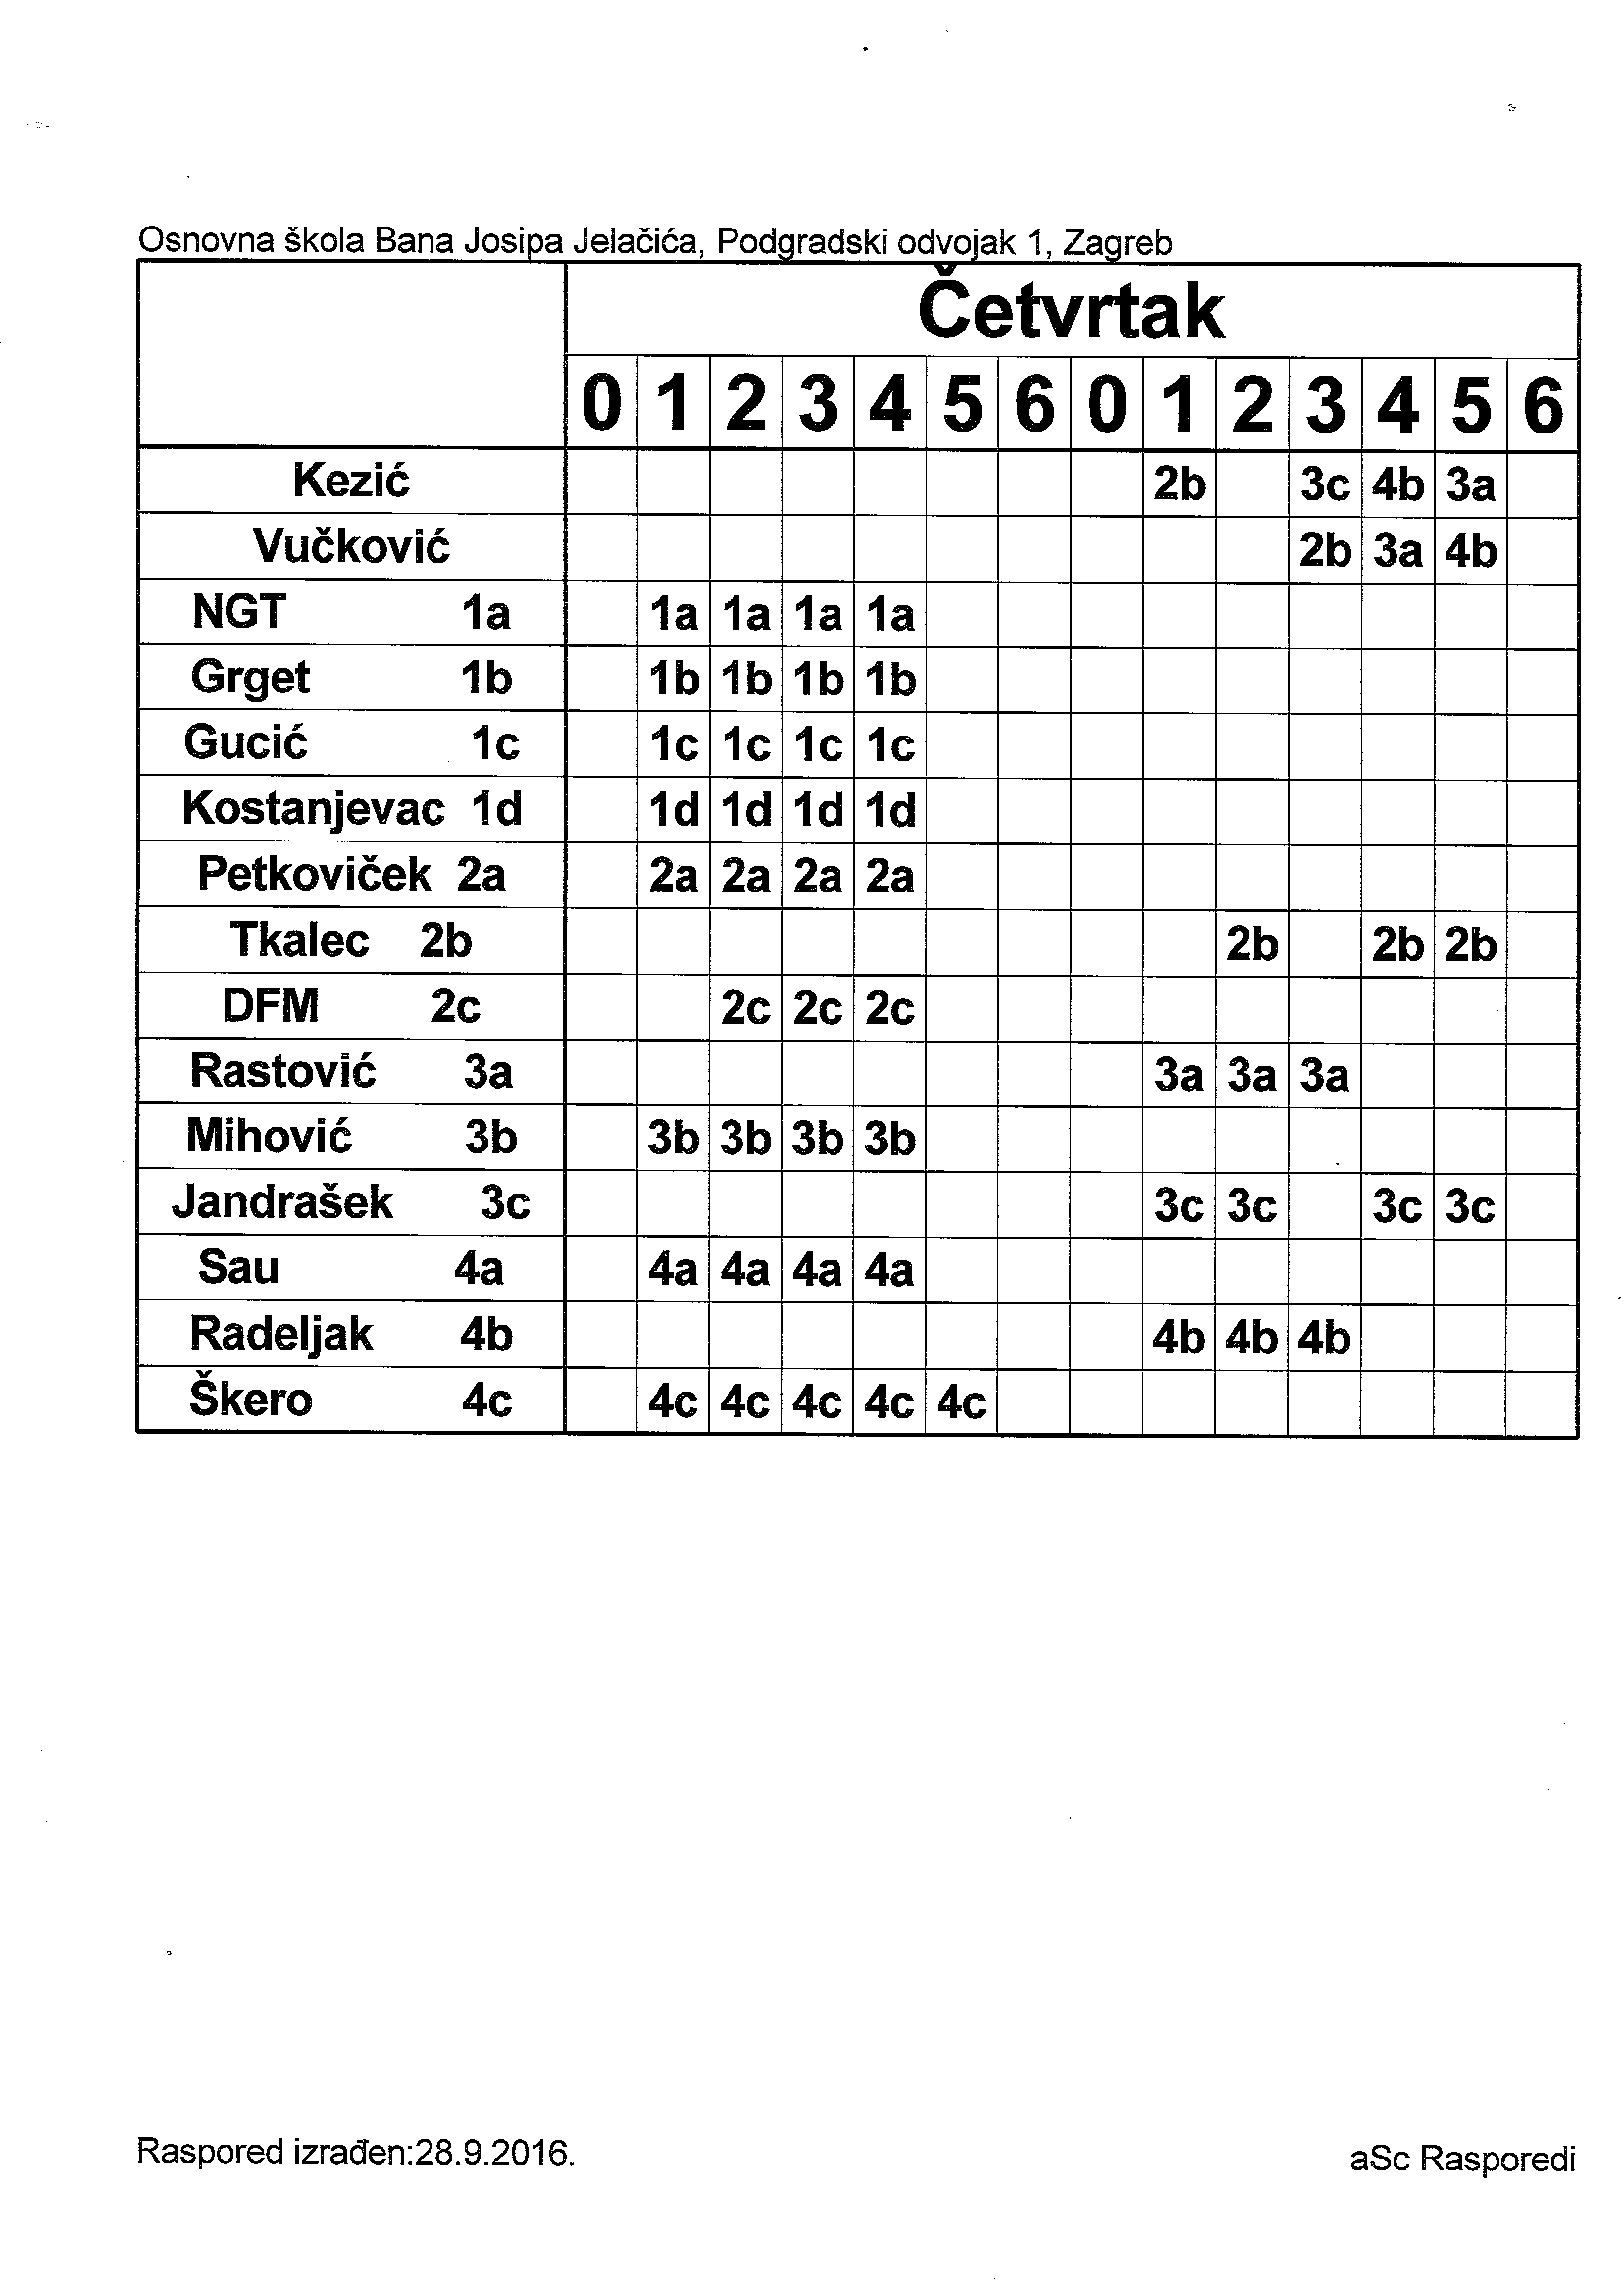 Osnovna škola Bana Josipa Jelačića, Podgradski odvojak 1, Zagreb
Četvrtak
0 1 2 3 4 5 6 0 1 2 3 4 5 6
Kezić 2b 3c 4b 3a
Vučković 2b 3a 4b
NGT 1a 1a 1a 1a 1a
Grget 1b 1b 1b 1b 1b
Gucić 1c 1c 1c 1c 1c
Kostanjevac 1d 1d 1d 1d 1d
Petkoviček 2a 2a 2a 2a 2a
Tkalec 2b 2b 2b 2b
DFM 2c 2c 2c 2c
Rastović 3a 3a 3a 3a
Mihović 3b 3b 3b 3b 3b
Jandrašek 3c 3c 3c 3c 3c
Sau 4a 4a 4a 4a 4a
Radeljak 4b 4b 4b 4b
Škero 4c 4c 4c 4c 4c 4c
Raspored izrađen:28.9.2016.
aSc Rasporedi